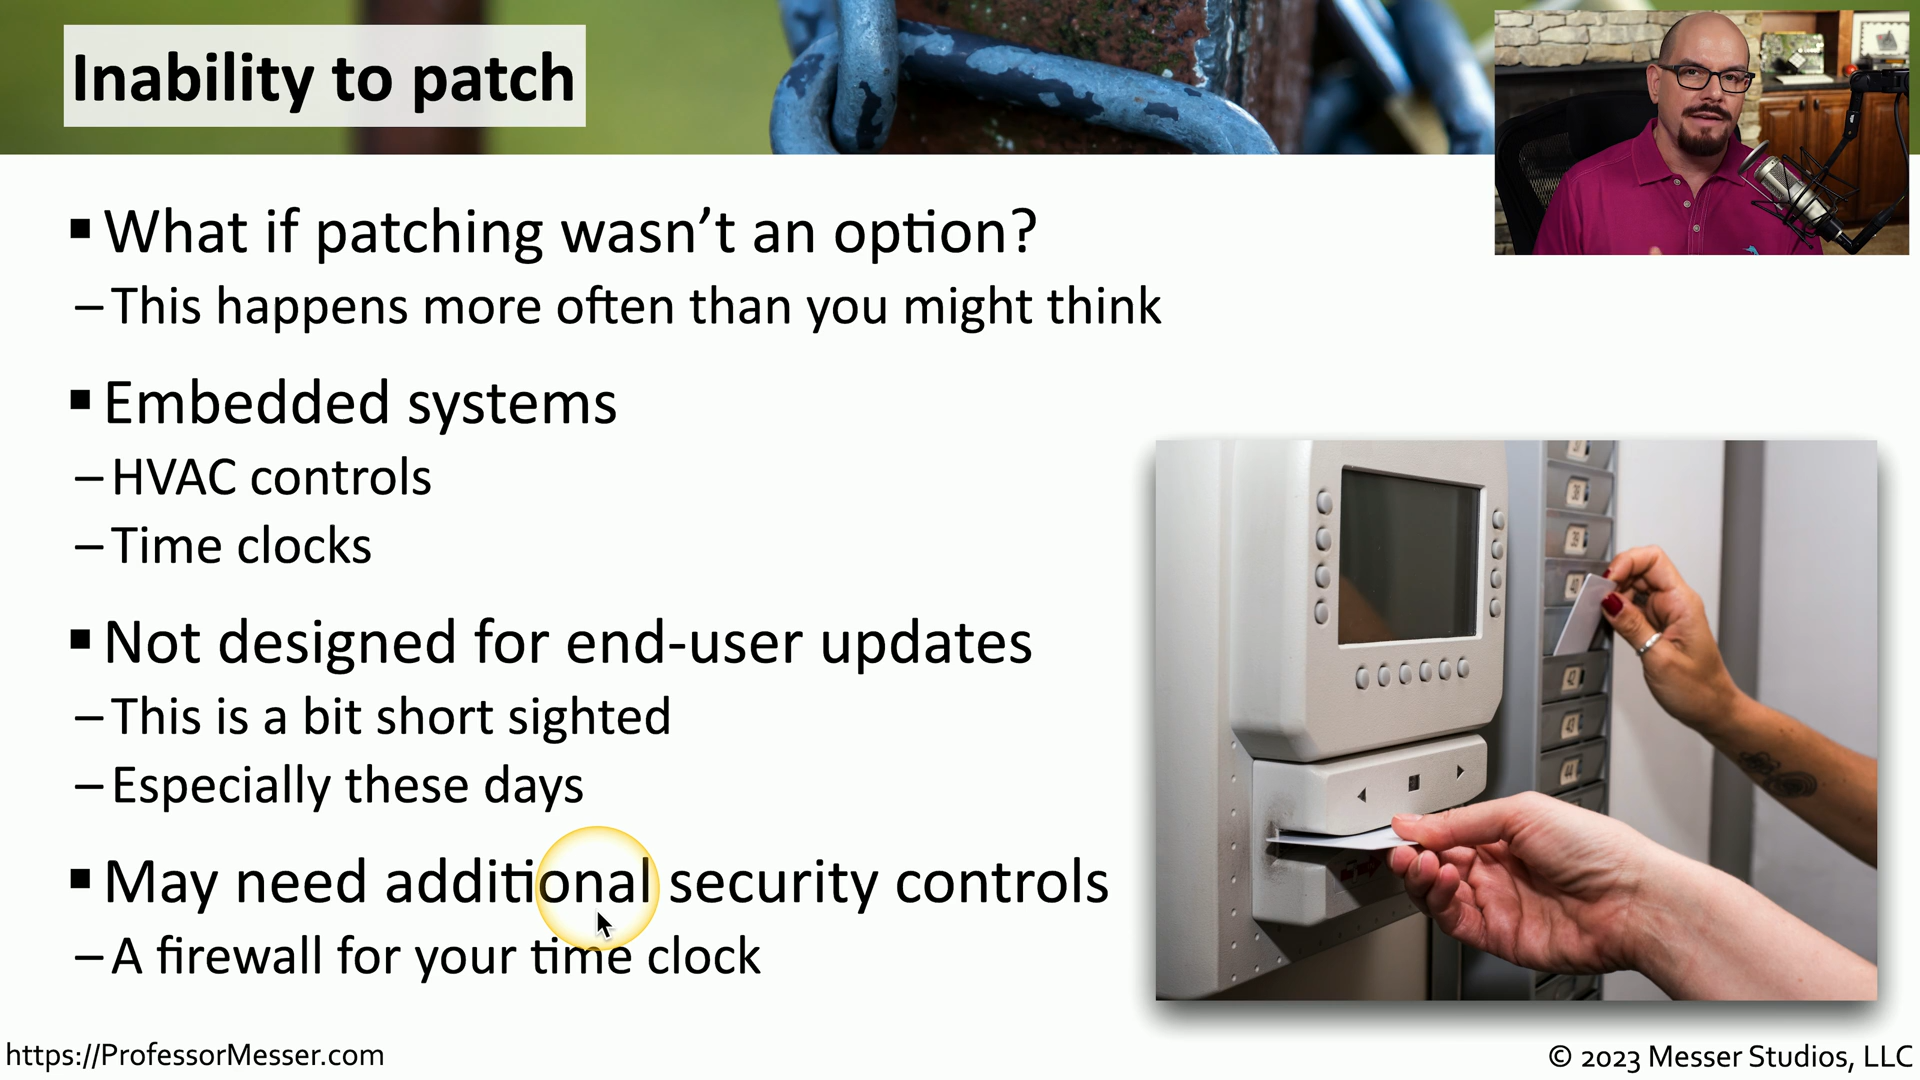 Inability to patch
▪ What if patching wasn’t an option?
– This happens more often than you might think
▪ Embedded systems
– HVAC controls
– Time clocks
▪ Not designed for end-user updates
– This is a bit short sighted
– Especially these days
▪ May need additional security controls
– A firewall for your time clock
https://ProfessorMesser.com
© 2023 Messer Studios, LLC